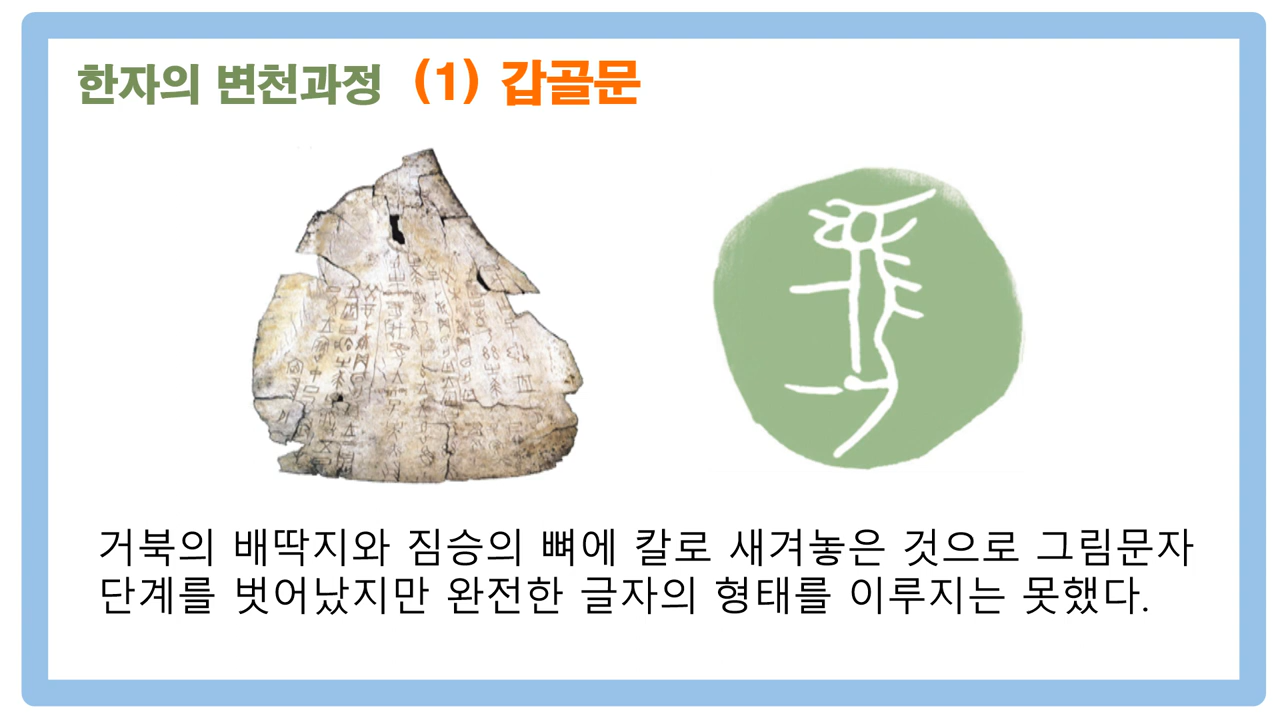 한자의 변천과정 (1) 갑골문
거북의 배딱지와 짐승의 뼈에 칼로 새겨놓은 것으로 그림문자
단계를 벗어났지만 완전한 글자의 형태를 이루지는 못했다.